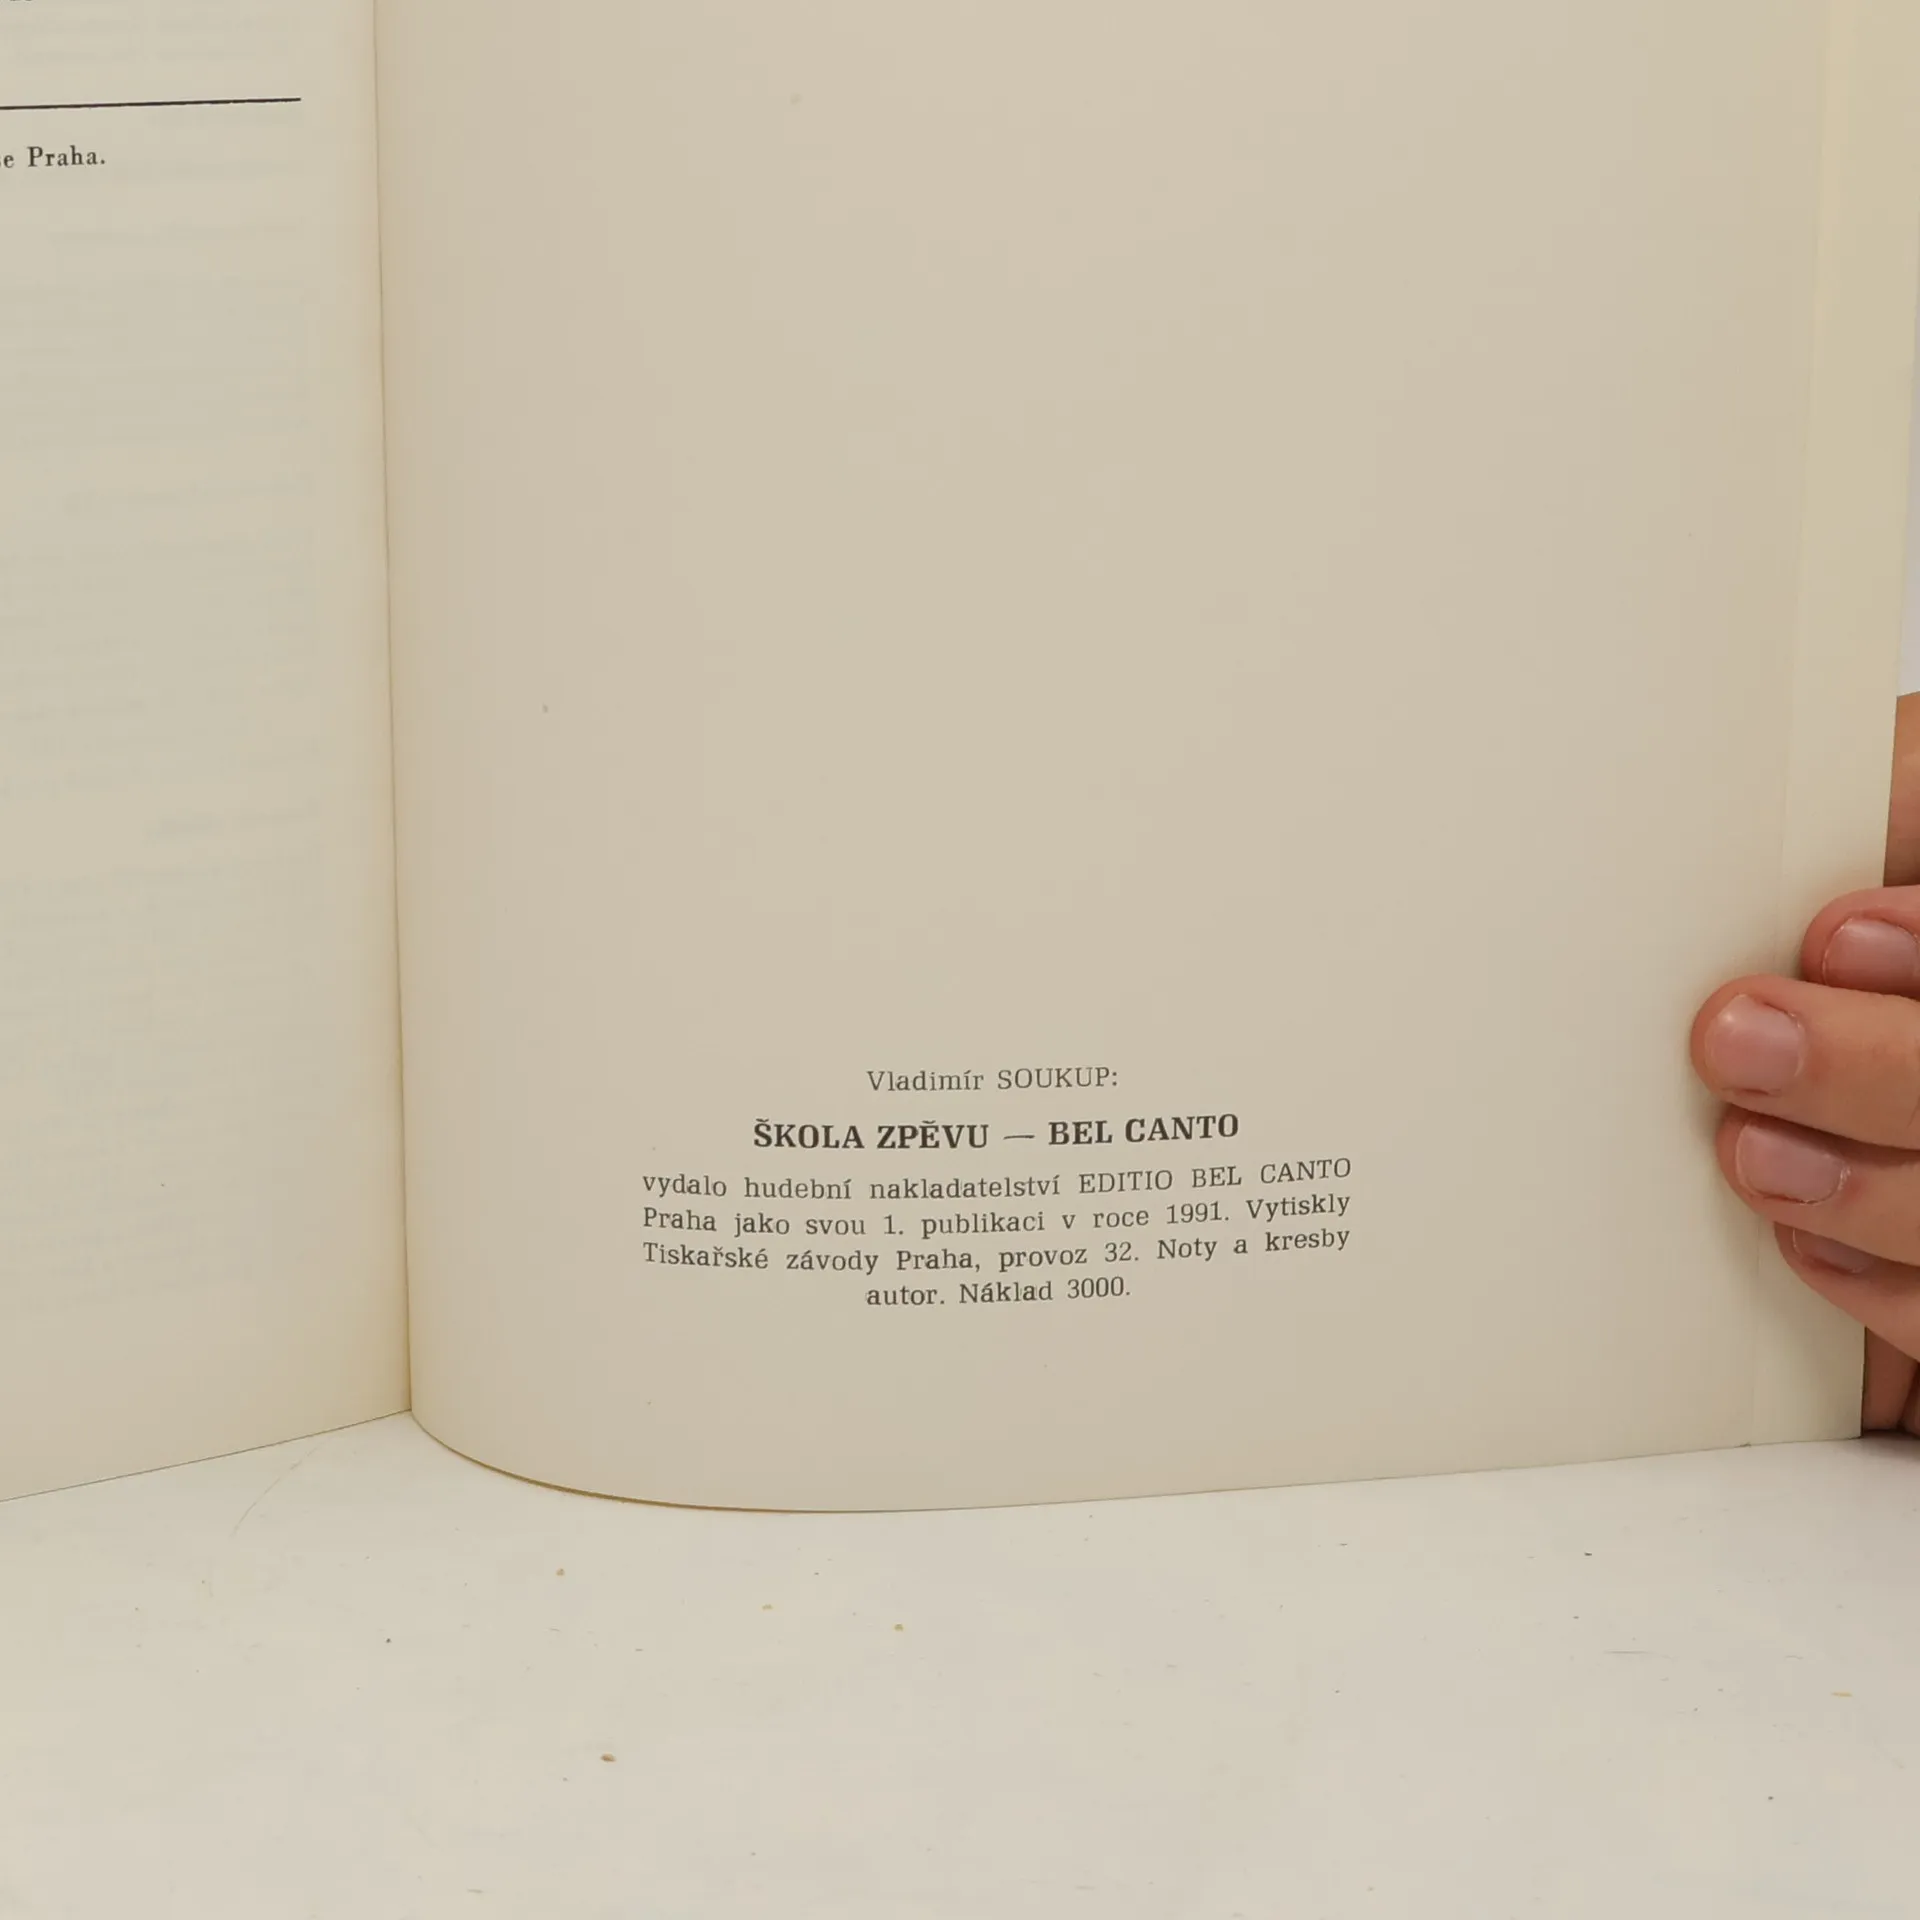 Praha.
Vladimír SOUKUP:
ŠKOLA ZPĚVU — BEL CANTO
vydalo hudební nakladatelství EDITIO BEL CANTO
Praha jako svou 1. publikaci v roce 1991. Vytiskly
Tiskařské závody Praha, provoz 32. Noty a kresby
autor. Náklad 3000.